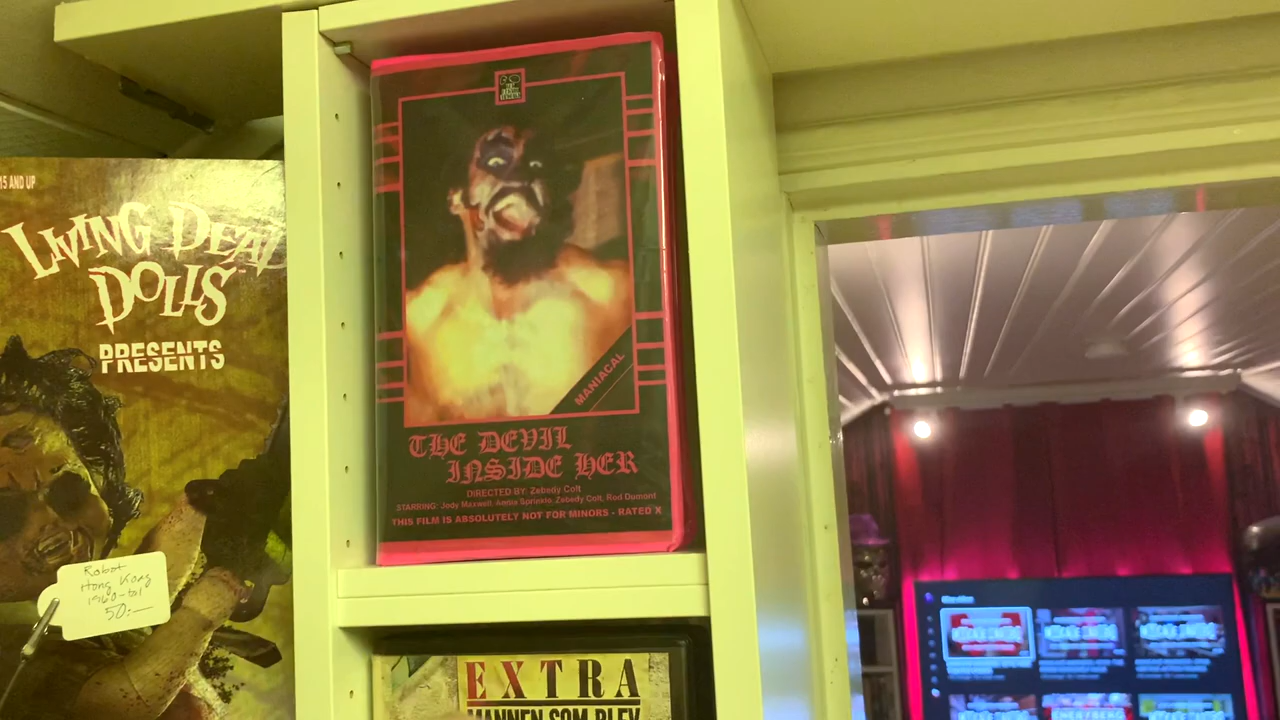 15 AND UP
LIVING DEAD
DOLLS
PRESENTS
Robot
Hong Kong
1960-tal
50:-
MANIACAL
THE DEVIL
INSIDE HER
DIRECTED BY: Zebedy Colt
STARRING: Jody Maxwell, Annie Sprinkle, Zebedy Colt, Rod Dumont
THIS FILM IS ABSOLUTELY NOT FOR MINORS - RATED X
EXTRA
MANNEN SOM BLEV